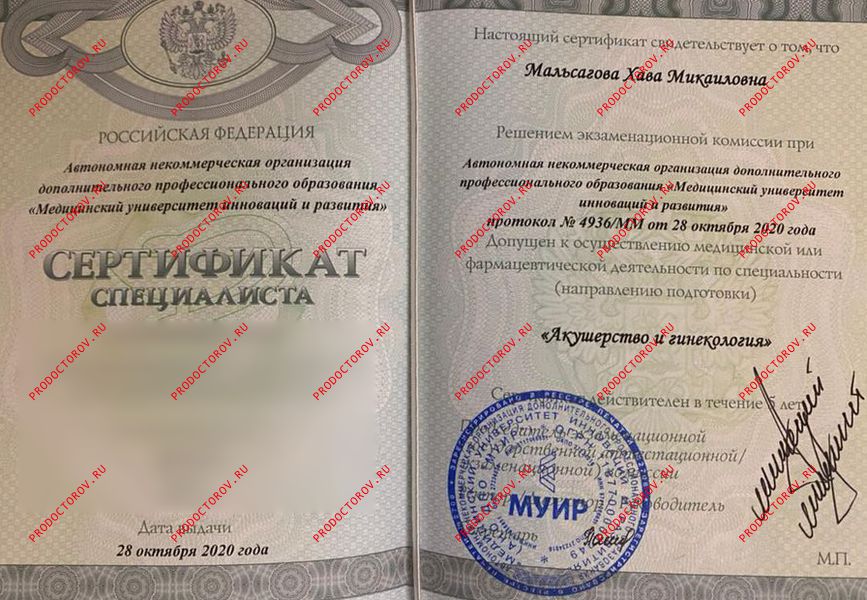 РОССИЙСКАЯ ФЕДЕРАЦИЯ
Автономная некоммерческая организация
дополнительного профессионального образования
«Медицинский университет инноваций и развития»
СЕРТИФИКАТ
СПЕЦИАЛИСТА
Дата выдачи
28 октября 2020 года
Настоящий сертификат свидетельствует о том, что
Мальсагова Хава Микаиловна
Решением экзаменационной комиссии при
Автономная некоммерческая организация дополнительного
профессионального образования «Медицинский университет
инноваций и развития»
протокол № 4936/ММ от 28 октября 2020 года
Допущен к осуществлению медицинской или
фармацевтической деятельности по специальности
(направлению подготовки)
«Акушерство и гинекология»
действителен в течение 5 лет
МУИР
М.П.
PRODOCTOROV.RU